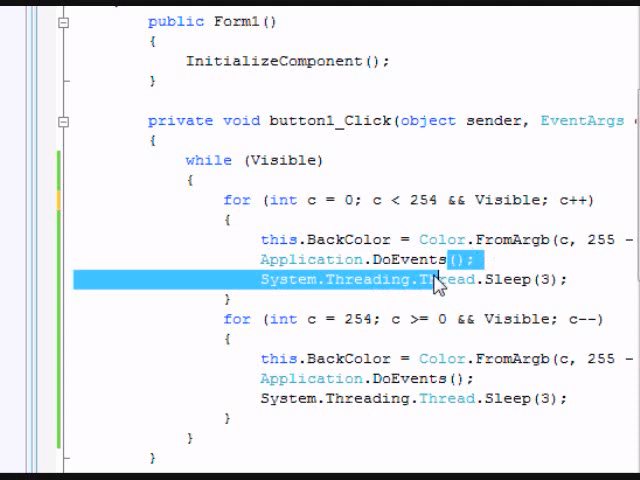 public Form1()
{
InitializeComponent();
}
private void button1_Click(object sender, EventArgs
{
while (Visible)
{
for (int c = 0; c < 254 && Visible; c++)
{
this.BackColor = Color.FromArgb(c, 255 -
Application.DoEvents();
System.Threading.Thread.Sleep(3);
}
for (int c = 254; c >= 0 && Visible; c--)
{
this.BackColor = Color.FromArgb(c, 255 -
Application.DoEvents();
System.Threading.Thread.Sleep(3);
}
}
}